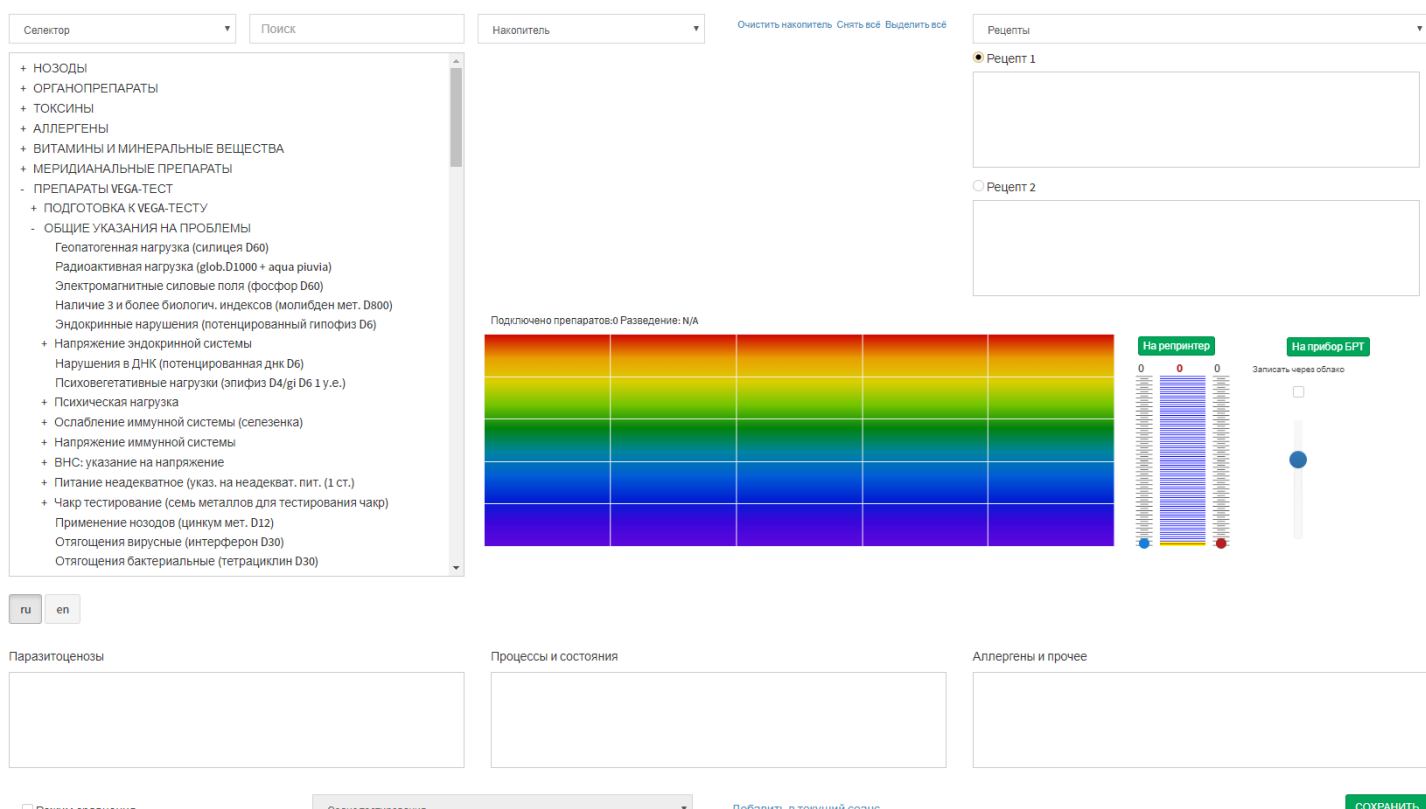 Селектор
Поиск
Накопитель
Очистить накопитель Снять всё Выделить всё
Рецепты
+ НОЗОДЫ
+ ОРГАНОПРЕПАРАТЫ
+ ТОКСИНЫ
+ АЛЛЕРГЕНЫ
+ ВИТАМИНЫ И МИНЕРАЛЬНЫЕ ВЕЩЕСТВА
+ МЕРИДИАНАЛЬНЫЕ ПРЕПАРАТЫ
- ПРЕПАРАТЫ VEGA-ТЕСТ
+ ПОДГОТОВКА К VEGA-ТЕСТУ
- ОБЩИЕ УКАЗАНИЯ НА ПРОБЛЕМЫ
Геопатогенная нагрузка (силицея D60)
Радиоактивная нагрузка (glob.D1000 + aqua piuvia)
Электромагнитные силовые поля (фосфор D60)
Наличие 3 и более биологич. индексов (молибден мет. D800)
Эндокринные нарушения (потенцированный гипофиз D6)
+ Напряжение эндокринной системы
Нарушения в ДНК (потенцированная днк D6)
Психовегетативные нагрузки (эпифиз D4/gi D6 1 у.е.)
+ Психическая нагрузка
+ Ослабление иммунной системы (селезенка)
+ Напряжение иммунной системы
+ ВНС: указание на напряжение
+ Питание неадекватное (указ. на неадекват. пит. (1 ст.)
+ Чакр тестирование (семь металлов для тестирования чакр)
Применение нозодов (цинкум мет. D12)
Отягощения вирусные (интерферон D30)
Отягощения бактериальные (тетрациклин D30)
Рецепт 1
Рецепт 2
Подключено препаратов:0 Разведение: N/A
На репринтер
На прибор БРТ
0 0 0
Записать через облако
ru en
Паразитоценозы
Процессы и состояния
Аллергены и прочее
Добавить в текущий сеанс
СОХРАНИТЬ